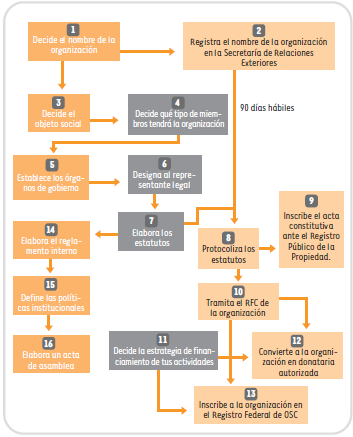 1
Decide el nombre de la
organización
2
Registra el nombre de la organización
en la Secretaría de Relaciones
Exteriores
3
Decide el
objeto social
4
Decide qué tipo de miem-
bros tendrá la organización
90 días hábiles
5
Establece los órga-
nos de gobierno
6
Designa al repre-
sentante legal
7
Elabora los
estatutos
8
Protocoliza los
estatutos
9
Inscribe el acta
constitutiva
ante el Registro
Público de la
Propiedad.
14
Elabora el regla-
mento interno
10
Tramita el RFC de
la organización
15
Define las políti-
cas institucionales
16
Elabora un acta
de asamblea
11
Decide la estrategia de finan-
ciamiento de tus actividades
12
Convierte a la organi-
zación en donataria
autorizada
13
Inscribe a la organización en
el Registro Federal de OSC